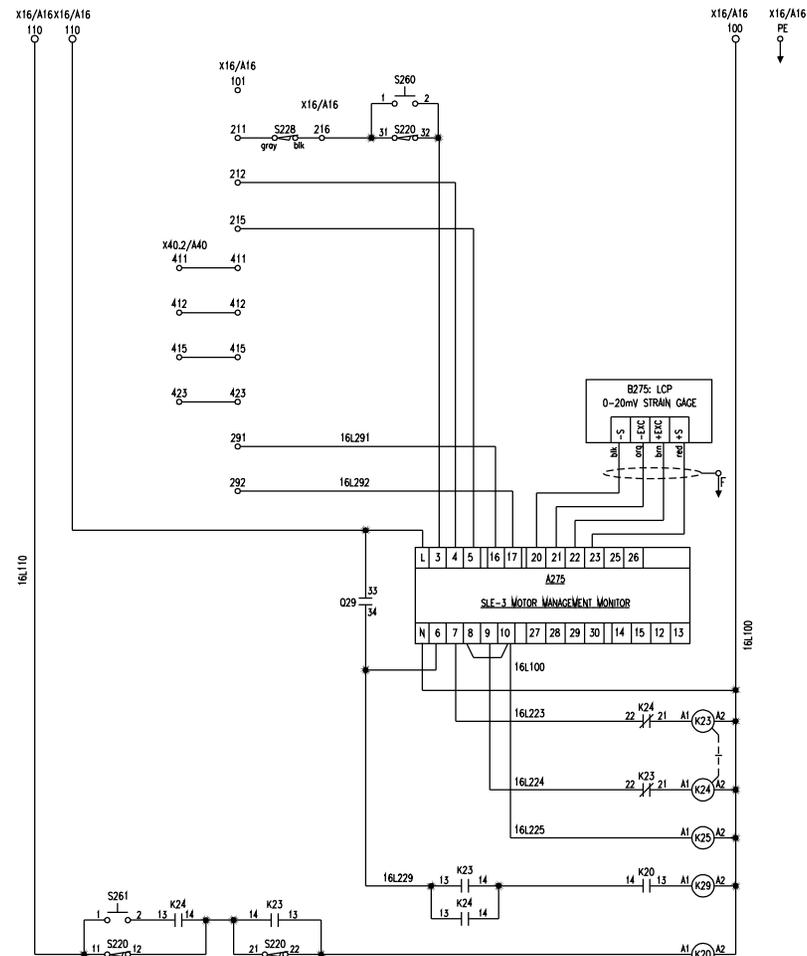 X16/A16 X16/A16 X16/A16 X16/A16
110 110 100 PE
X16/A16
101
S260
1 2
X16/A16
211 S228 216 31 S220 32
gray blk
212
215
X40.2/A40
411 411
412 412
415 415
423 423
B275: LCP
0-20mV STRAIN GAGE
-S -EXC +EXC +S
blk org brn red
F
291 16L291
292 16L292
L 3 4 5 16 17 20 21 22 23 25 26
A275
SLE-3 MOTOR MANAGEMENT MONITOR
N 6 7 8 9 10 27 28 29 30 14 15 12 13
16L110
Q29 33
34
16L100
16L100
16L223 22 K24 21 A1 K23 A2
16L224 22 K23 21 A1 K24 A2
16L225 A1 K25 A2
16L229 13 K23 14 14 K20 13 A1 K29 A2
13 K24 14
S261 K24 K23
1 2 13 14 14 13
11 S220 12 21 S220 22 A1 K20 A2